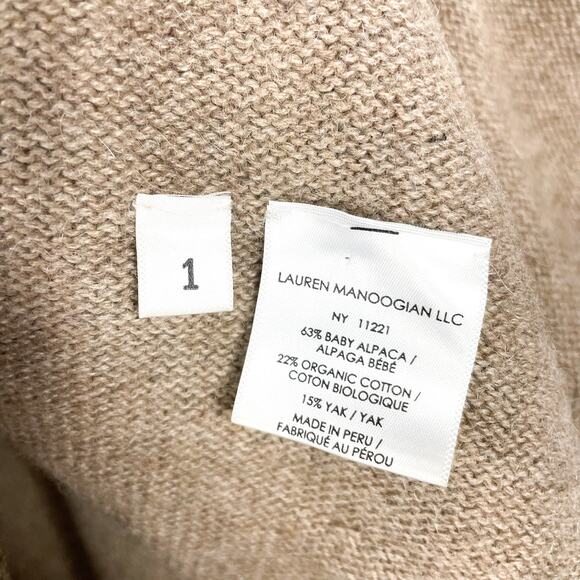 1
LAUREN MANOOGIAN LLC
NY 11221
63% BABY ALPACA /
ALPAGA BÉBÉ
22% ORGANIC COTTON /
COTON BIOLOGIQUE
15% YAK / YAK
MADE IN PERU /
FABRIQUÉ AU PÉROU